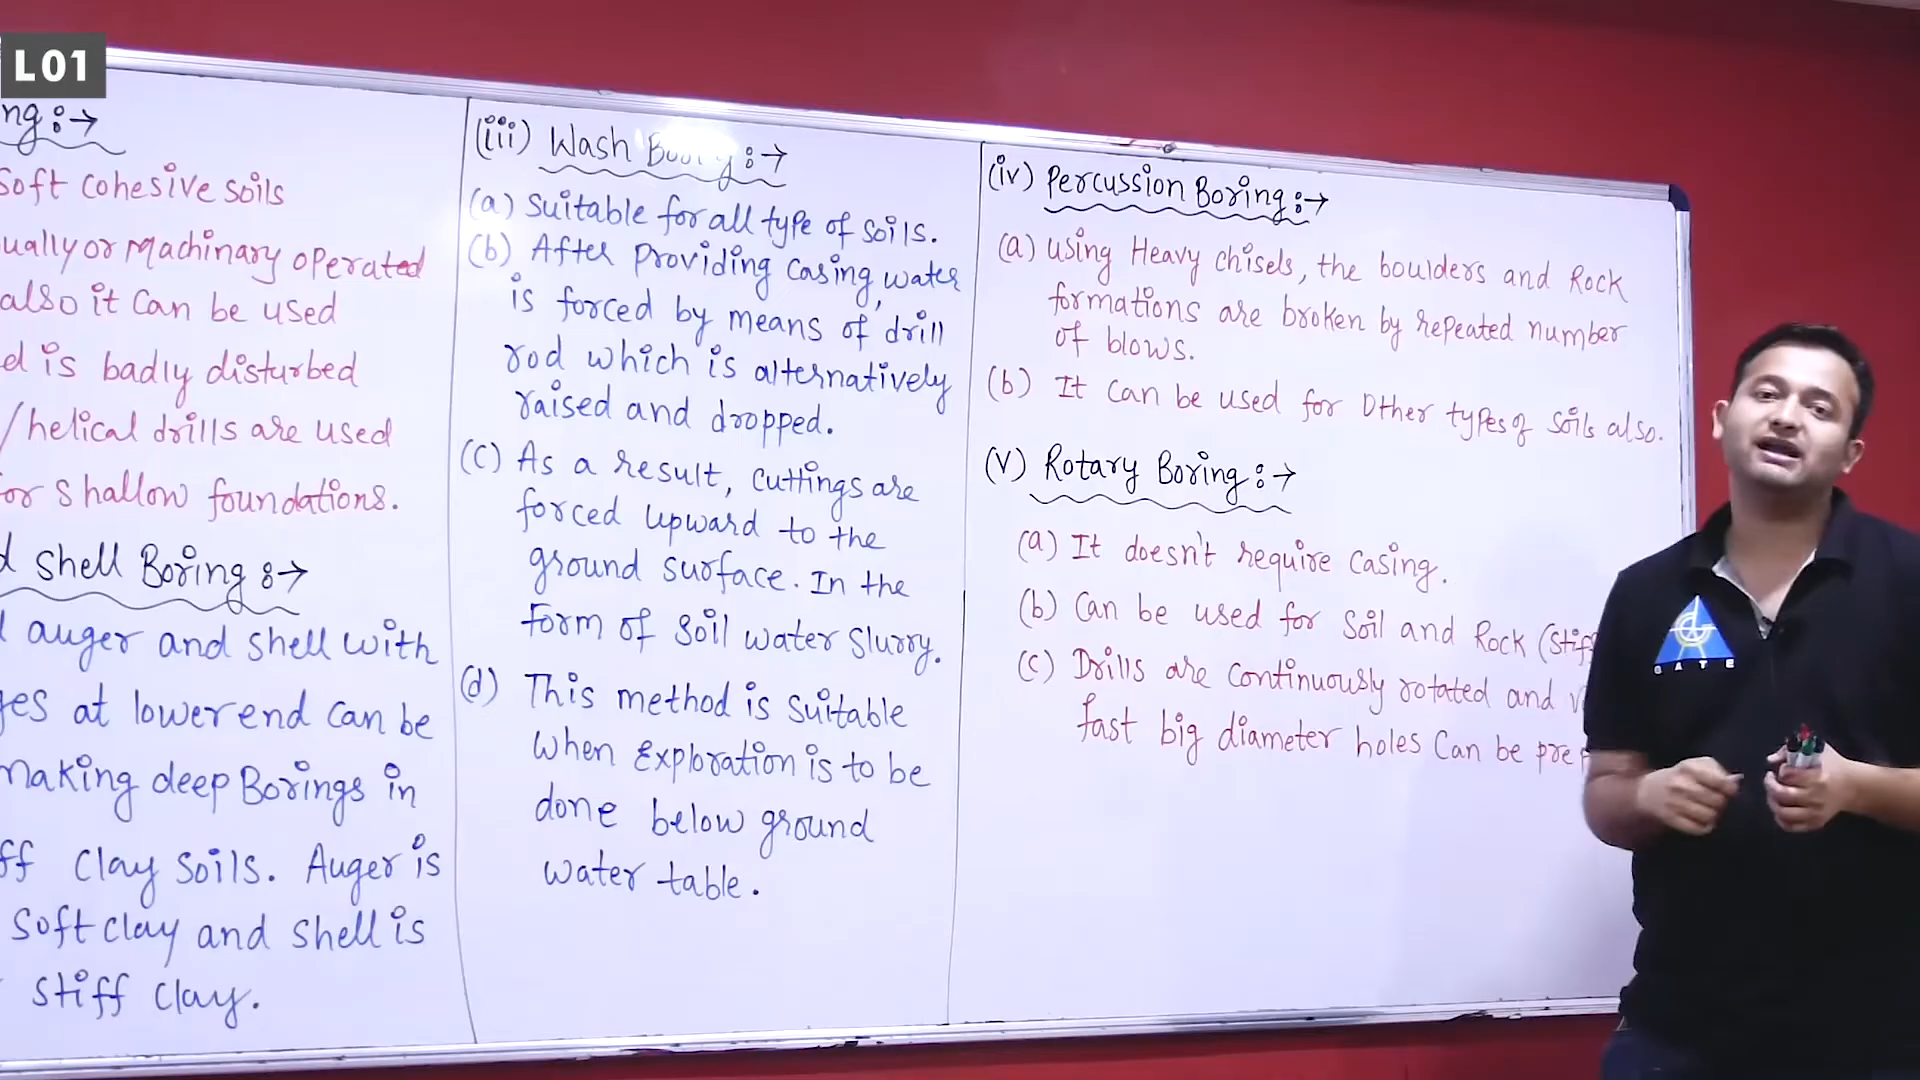 L01
ng:→
Soft cohesive soils
ually or Machinary operated
also it can be used
d is badly disturbed
/helical drills are used
or shallow foundations.
d Shell Boring :→
l auger and shell with
ges at lower end can be
making deep Borings in
ff clay soils. Auger is
soft clay and shell is
stiff clay.
(iii) Wash :→
(a) Suitable for all type of soils.
(b) After providing casing, water
is forced by means of drill
rod which is alternatively
raised and dropped.
(c) As a result, cuttings are
forced upward to the
ground surface. In the
form of soil water slurry.
(d) This method is suitable
when exploration is to be
done below ground
water table.
(iv) Percussion Boring :→
(a) using Heavy chisels, the boulders and Rock
formations are broken by repeated number
of blows.
(b) It can be used for Other types of soils also.
(v) Rotary Boring :→
(a) It doesn't require casing.
(b) Can be used for soil and Rock (Stif
(c) Drills are continuously rotated and v
fast big diameter holes can be prep
GATE